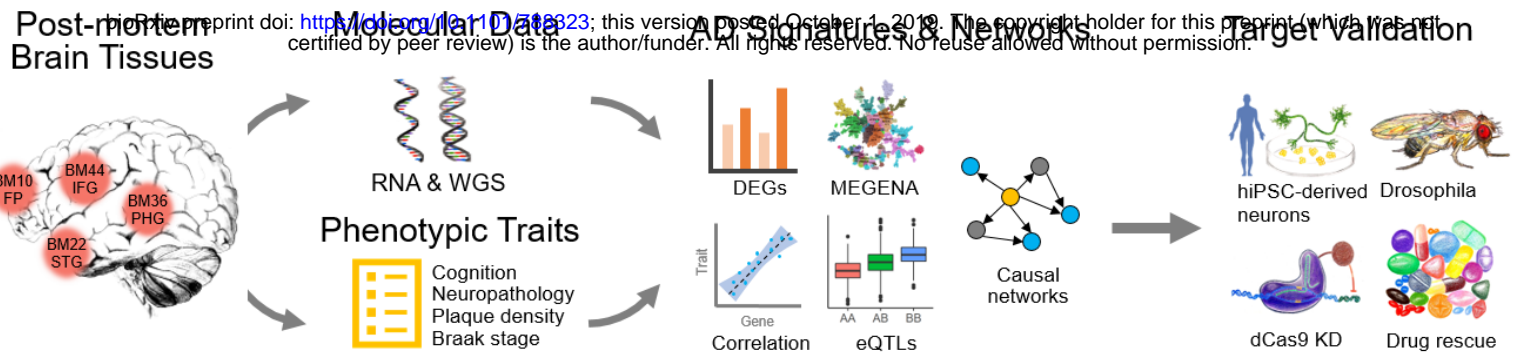 bioRxiv preprint doi: https://doi.org/10.1101/788323; this version posted October 1, 2019. The copyright holder for this preprint (which was not
certified by peer review) is the author/funder. All rights reserved. No reuse allowed without permission.
Post-mortem
Brain Tissues
BM10
FP
BM44
IFG
BM36
PHG
BM22
STG
Molecular Data
RNA & WGS
Phenotypic Traits
Cognition
Neuropathology
Plaque density
Braak stage
AD Signatures & Networks
DEGs
MEGENA
Trait
Gene
Correlation
AA AB BB
eQTLs
Causal
networks
Target Validation
hiPSC-derived
neurons
Drosophila
dCas9 KD
Drug rescue